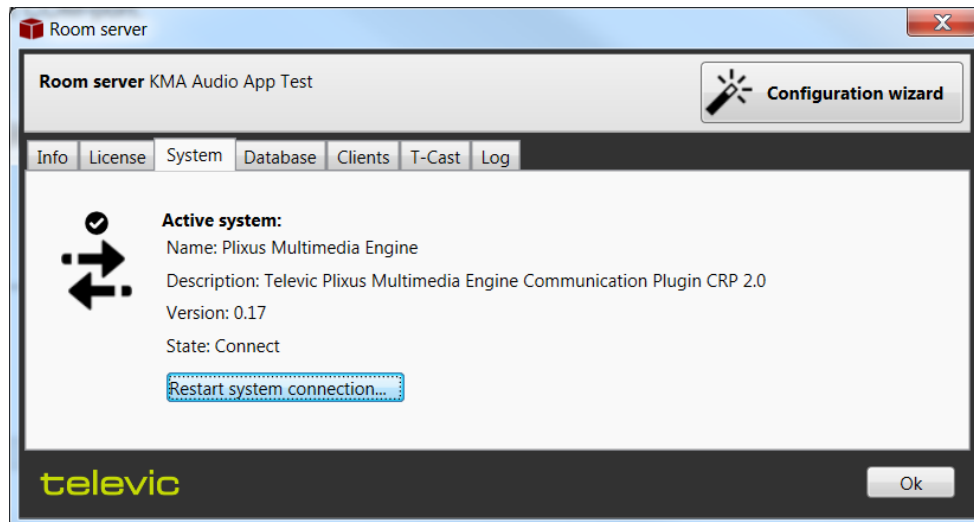 Room server
Room server KMA Audio App Test
Configuration wizard
Info License System Database Clients T-Cast Log
Active system:
Name: Plixus Multimedia Engine
Description: Televic Plixus Multimedia Engine Communication Plugin CRP 2.0
Version: 0.17
State: Connect
Restart system connection...
televic
Ok